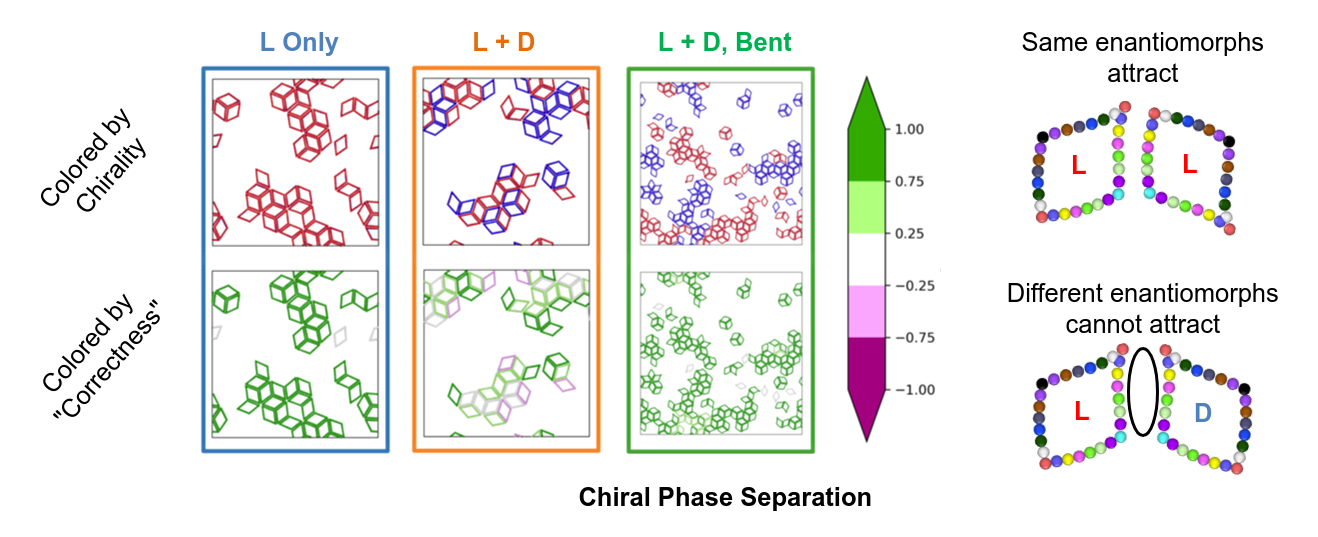 L Only
L + D
L + D, Bent
Same enantiomorphs
attract
Colored by
Chirality
1.00
0.75
0.25
−0.25
−0.75
−1.00
L
L
Different enantiomorphs
cannot attract
Colored by
"Correctness"
L
D
Chiral Phase Separation